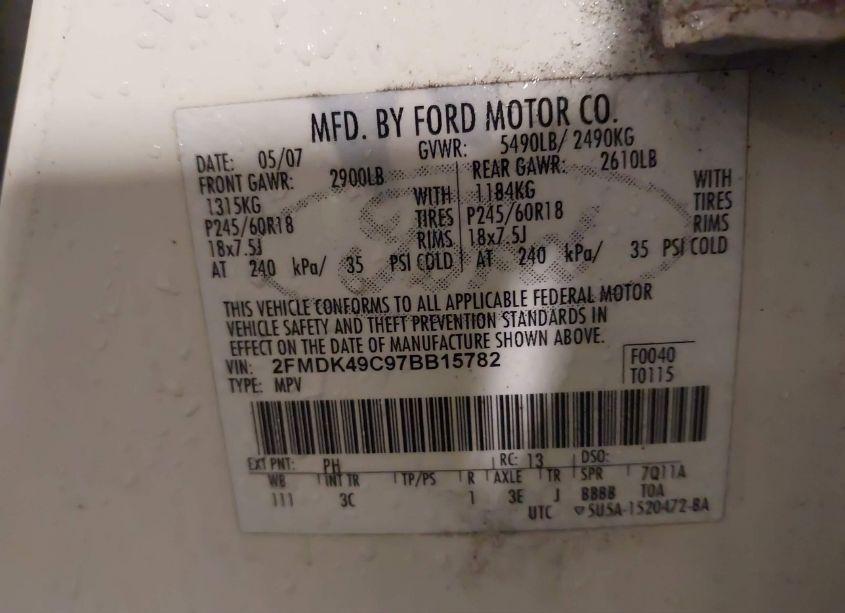 MFD. BY FORD MOTOR CO.
DATE: 05/07 GVWR: 5490LB/ 2490KG
FRONT GAWR: 2900LB REAR GAWR: 2610LB
1315KG WITH 1184KG WITH
P245/60R18 TIRES P245/60R18 TIRES
18x7.5J RIMS 18x7.5J RIMS
AT 240 kPa/ 35 PSI COLD AT 240 kPa/ 35 PSI COLD
THIS VEHICLE CONFORMS TO ALL APPLICABLE FEDERAL MOTOR
VEHICLE SAFETY AND THEFT PREVENTION STANDARDS IN
EFFECT ON THE DATE OF MANUFACTURE SHOWN ABOVE.
VIN: 2FMDK49C97BB15782 F0040
TYPE: MPV T0115
EXT PNT: PH RC: 13 DSO:
WB INT TR TP/PS R AXLE TR SPR 7Q11A
111 3C 1 3E J BBBB TOA
UTC ▽5U5A-1520472-BA